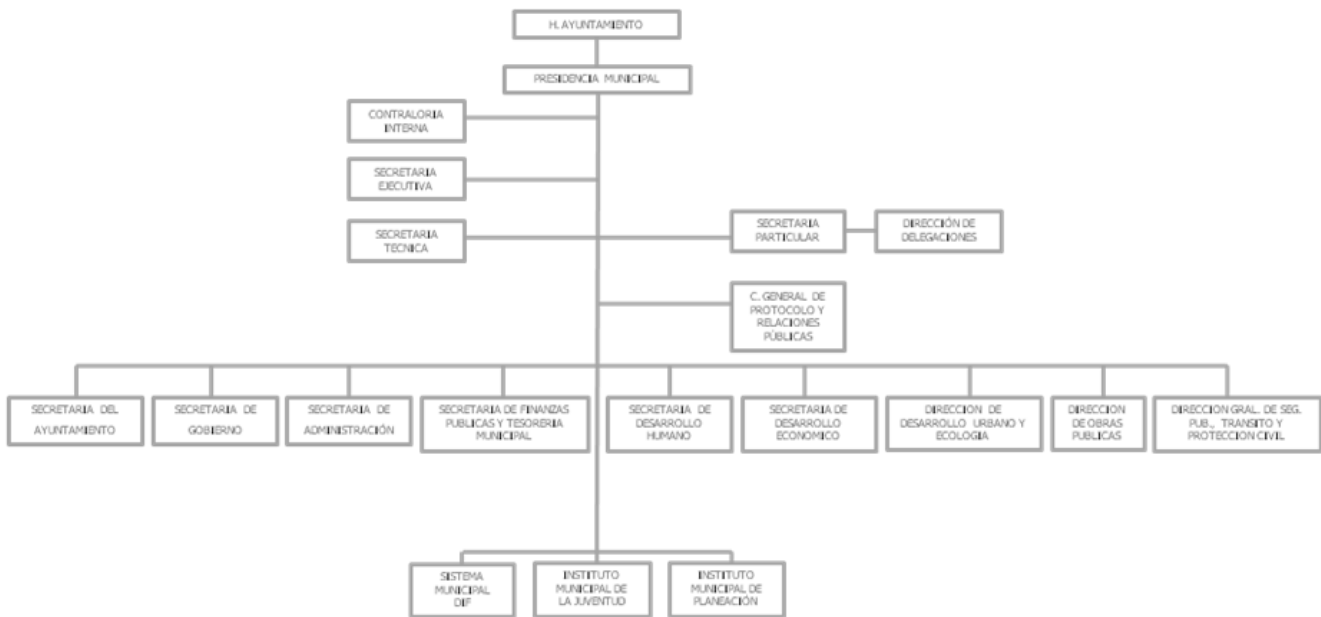 H. AYUNTAMIENTO
PRESIDENCIA MUNICIPAL
CONTRALORIA
INTERNA
SECRETARIA
EJECUTIVA
SECRETARIA
TECNICA
SECRETARIA
PARTICULAR
DIRECCIÓN DE
DELEGACIONES
C. GENERAL DE
PROTOCOLO Y
RELACIONES
PÚBLICAS
SECRETARIA DEL
AYUNTAMIENTO
SECRETARIA DE
GOBIERNO
SECRETARIA DE
ADMINISTRACIÓN
SECRETARIA DE FINANZAS
PUBLICAS Y TESORERIA
MUNICIPAL
SECRETARIA DE
DESARROLLO
HUMANO
SECRETARIA DE
DESARROLLO
ECONOMICO
DIRECCION DE
DESARROLLO URBANO Y
ECOLOGIA
DIRECCION
DE OBRAS
PUBLICAS
DIRECCION GRAL. DE SEG.
PUB., TRANSITO Y
PROTECCION CIVIL
SISTEMA
MUNICIPAL
DIF
INSTITUTO
MUNICIPAL DE
LA JUVENTUD
INSTITUTO
MUNICIPAL DE
PLANEACIÓN